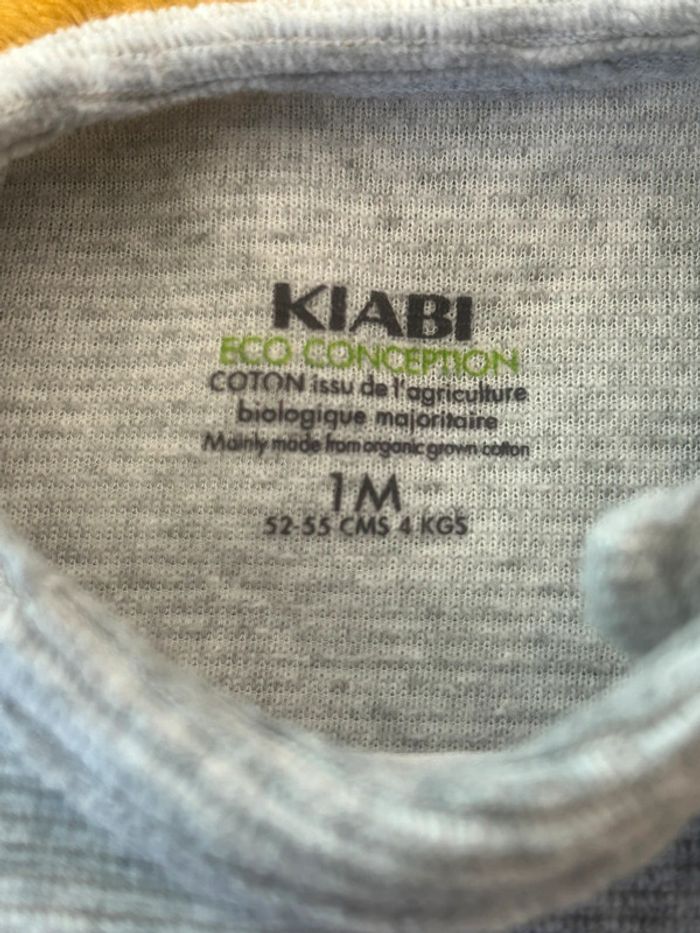 KIABI
ECO CONCEPTION
COTON issu de l'agriculture
biologique majoritaire
Mainly made from organic grown cotton
1M
52-55 CMS 4 KGS